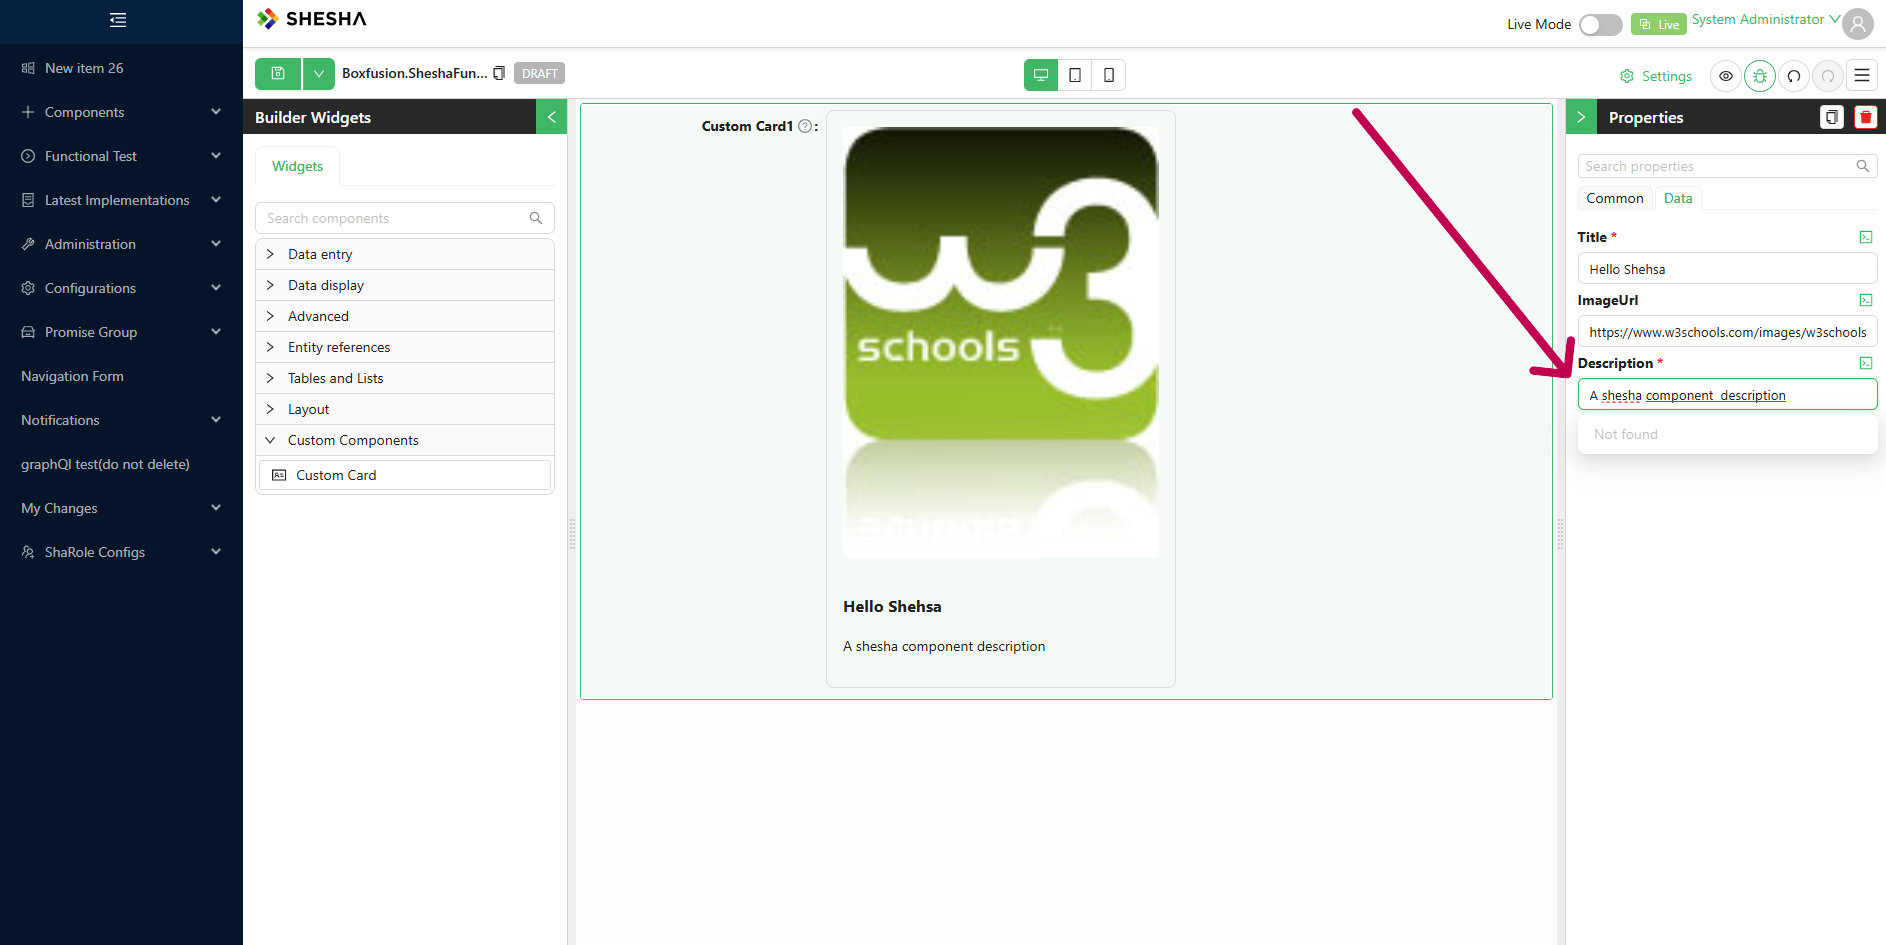 SHESHA
Live Mode
Live
System Administrator
New item 26
Components
Functional Test
Latest Implementations
Administration
Configurations
Promise Group
Navigation Form
Notifications
graphQl test(do not delete)
My Changes
ShaRole Configs
Boxfusion.SheshaFun...
DRAFT
Settings
Builder Widgets
Widgets
Search components
Data entry
Data display
Advanced
Entity references
Tables and Lists
Layout
Custom Components
Custom Card
Custom Card1 ? :
w3
schools
Hello Shehsa
A shesha component description
Properties
Search properties
Common
Data
Title *
Hello Shehsa
ImageUrl
https://www.w3schools.com/images/w3schools
Description *
A shesha component description
Not found